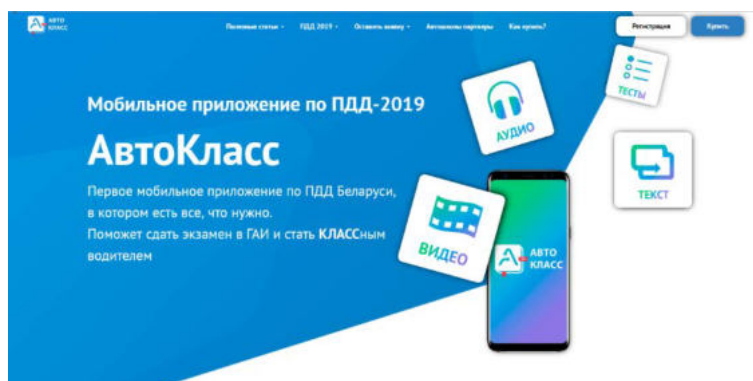 АВТО
КЛАСС
Полезные статьи
ПДД 2019
Оставить заявку
Автошколы партнеры
Как купить?
Регистрация
Купить
Мобильное приложение по ПДД-2019
АвтоКласс
Первое мобильное приложение по ПДД Беларуси,
в котором есть все, что нужно.
Поможет сдать экзамен в ГАИ и стать КЛАССным
водителем
АУДИО
ТЕСТЫ
ТЕКСТ
ВИДЕО
АВТО
КЛАСС